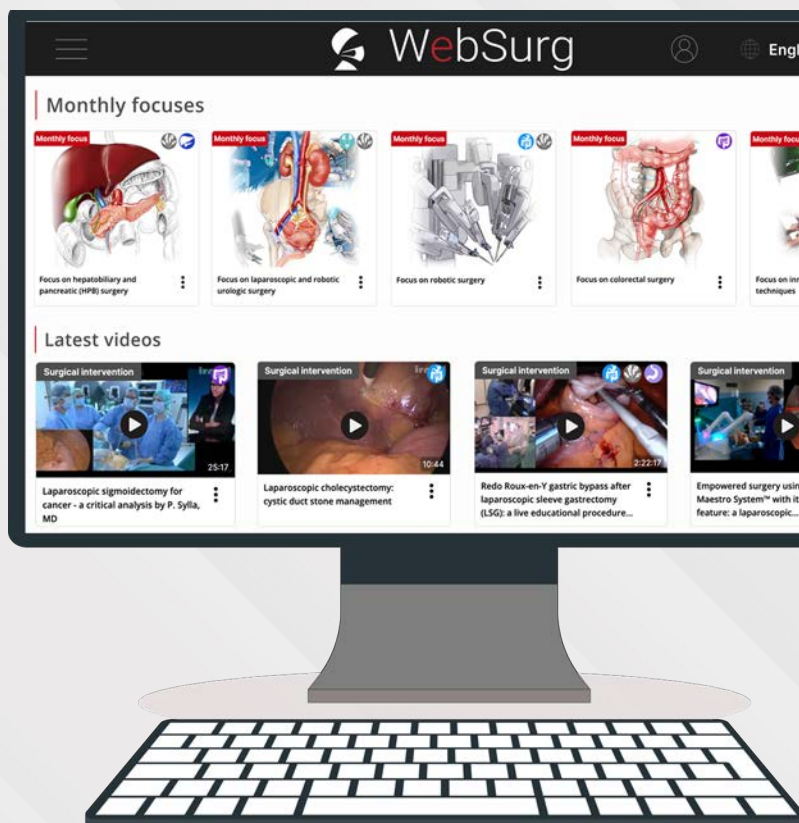 WebSurg
Engl
Monthly focuses
Monthly focus
Monthly focus
Monthly focus
Monthly focus
Monthly focus
Focus on hepatobiliary and
pancreatic (HPB) surgery
Focus on laparoscopic and robotic
urologic surgery
Focus on robotic surgery
Focus on colorectal surgery
Focus on inn
techniques
Latest videos
Surgical intervention
25:17
Laparoscopic sigmoidectomy for
cancer - a critical analysis by P. Sylla,
MD
Surgical intervention
10:44
Laparoscopic cholecystectomy:
cystic duct stone management
Surgical intervention
2:22:17
Redo Roux-en-Y gastric bypass after
laparoscopic sleeve gastrectomy
(LSG): a live educational procedure...
Surgical intervention
Empowered surgery usin
Maestro System™ with it
feature: a laparoscopic...